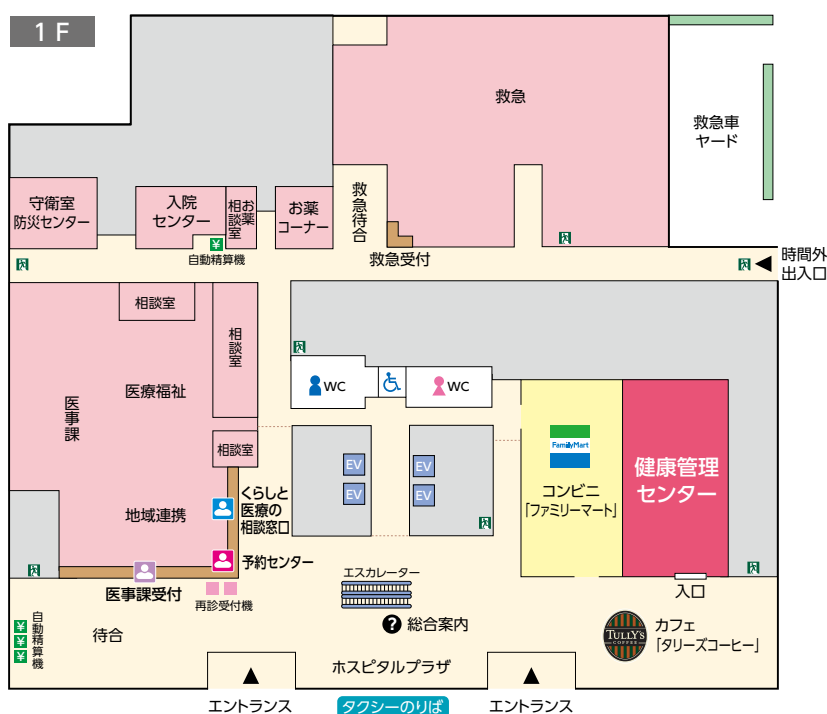 1F
救急
救急車
ヤード
守衛室
防災センター
入院
センター
お薬
相談室
お薬
コーナー
救急待合
¥
自動精算機
救急受付
時間外
出入口
相談室
相談室
医療福祉
医事課
相談室
WC
WC
EV
EV
EV
EV
FamilyMart
コンビニ
「ファミリーマート」
健康管理
センター
くらしと
医療の
相談窓口
地域連携
予約センター
医事課受付
再診受付機
エスカレーター
入口
¥
¥
¥
自動精算機
待合
?
総合案内
TULLY'S
COFFEE
カフェ
「タリーズコーヒー」
ホスピタルプラザ
エントランス
タクシーのりば
エントランス